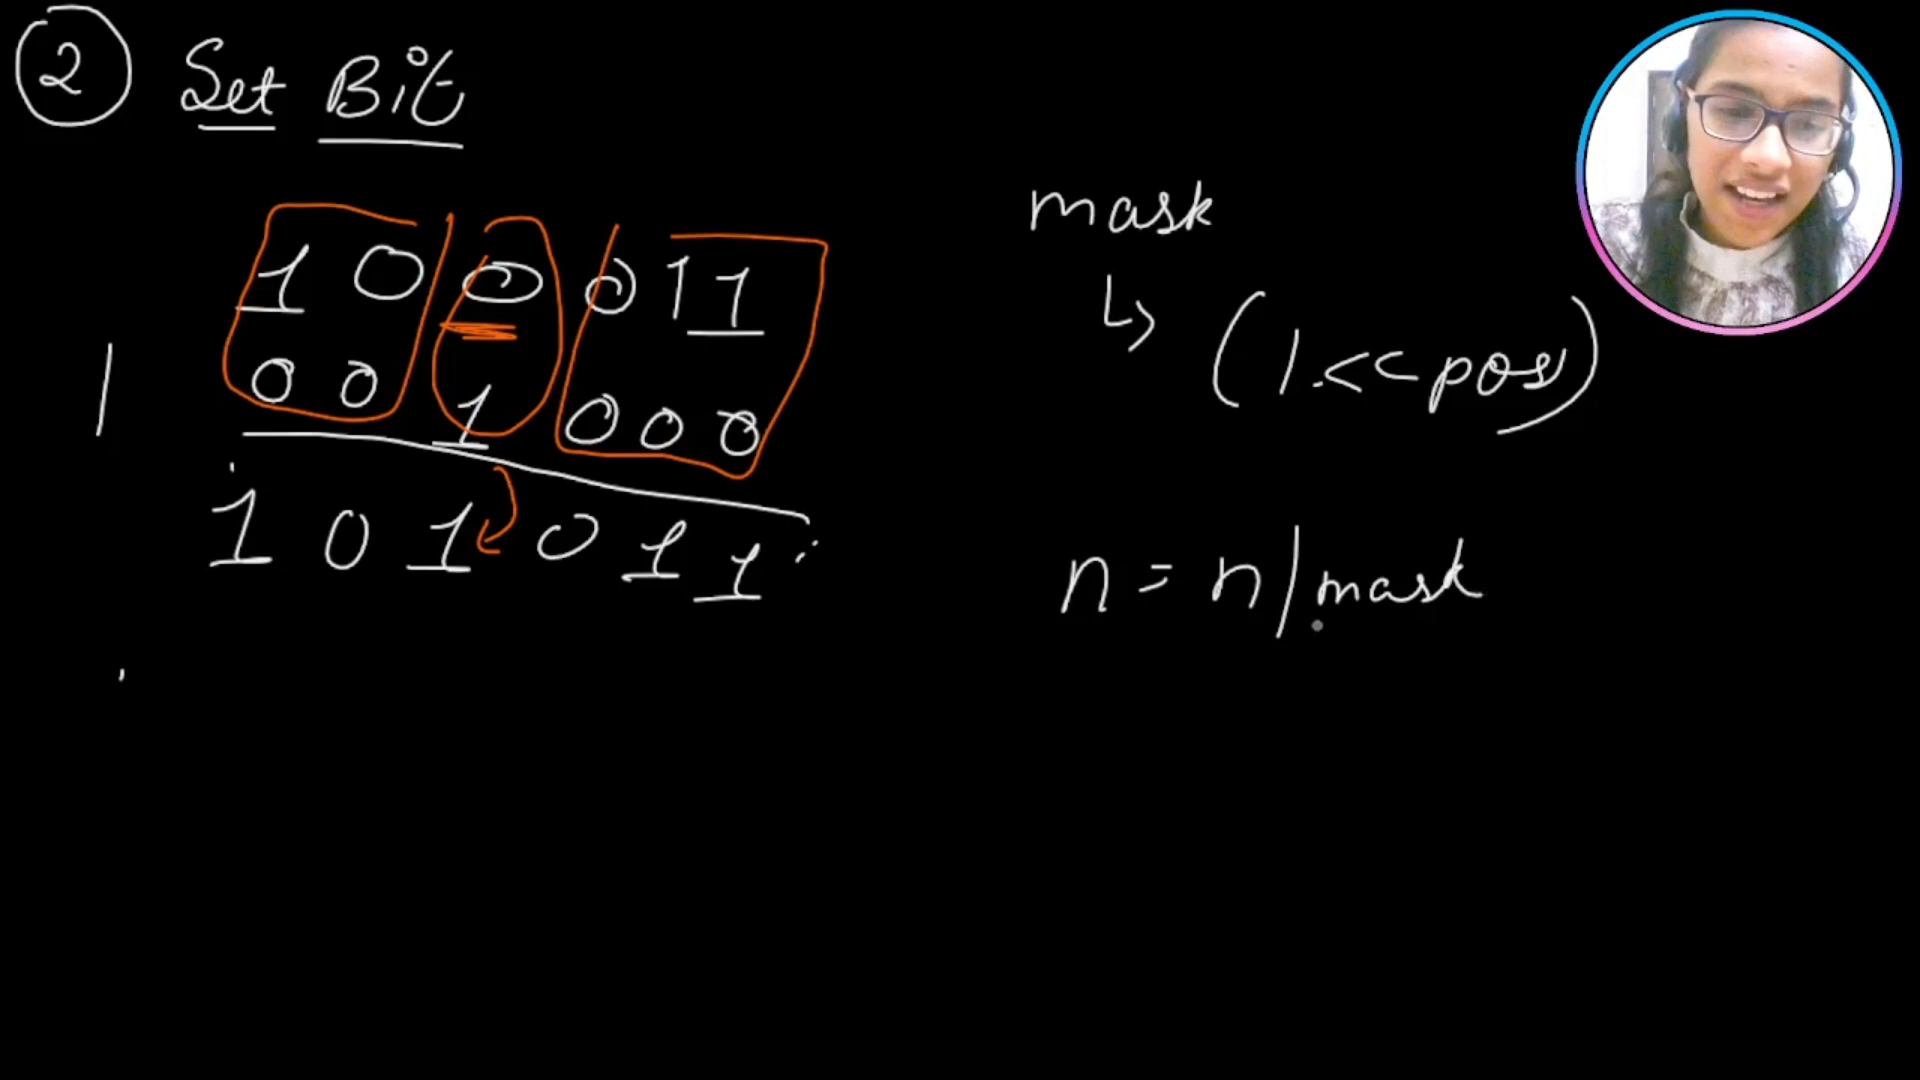 2 Set Bit
1 0 0 0 1 1
| 0 0 1 0 0 0
1 0 1 0 1 1
mask
↳ (1<<pos)
n = n|mask